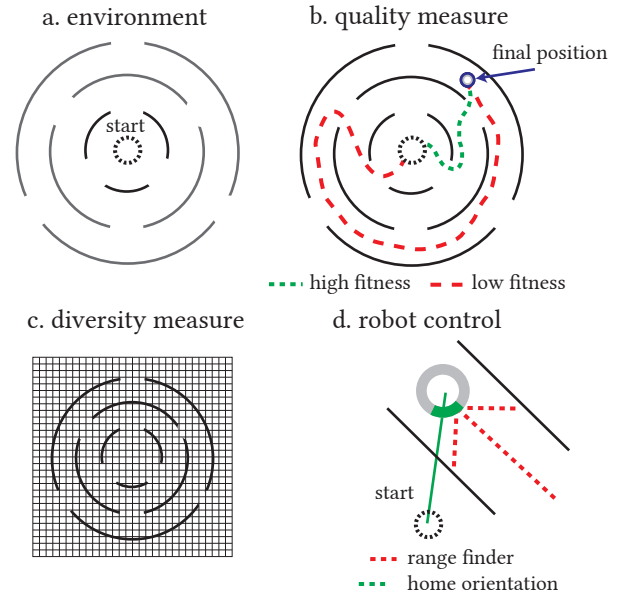 a. environment
start
b. quality measure
final position
high fitness
low fitness
c. diversity measure
d. robot control
start
range finder
home orientation